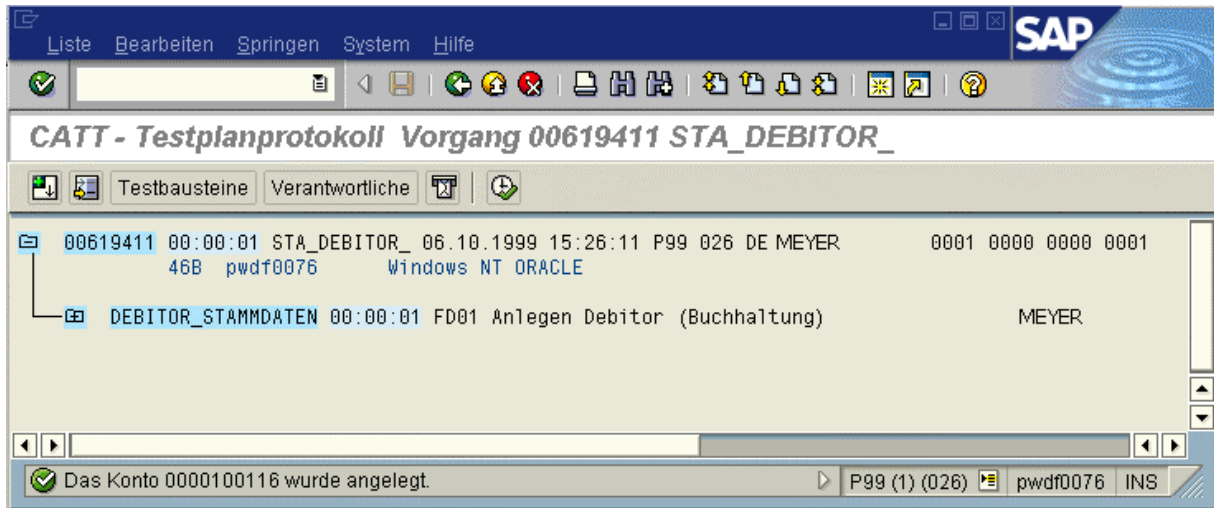 Liste Bearbeiten Springen System Hilfe
SAP
CATT - Testplanprotokoll Vorgang 00619411 STA_DEBITOR_
Testbausteine Verantwortliche
00619411 00:00:01 STA_DEBITOR_ 06.10.1999 15:26:11 P99 026 DE MEYER 0001 0000 0000 0001
46B pwdf0076 Windows NT ORACLE
DEBITOR_STAMMDATEN 00:00:01 FD01 Anlegen Debitor (Buchhaltung) MEYER
Das Konto 0000100116 wurde angelegt. P99 (1) (026) pwdf0076 INS